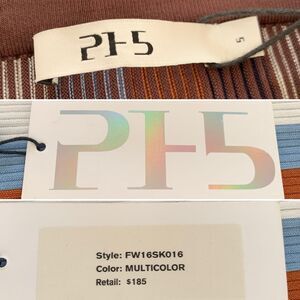 PH5
S
PH5
Style: FW16SK016
Color: MULTICOLOR
Retail: $185